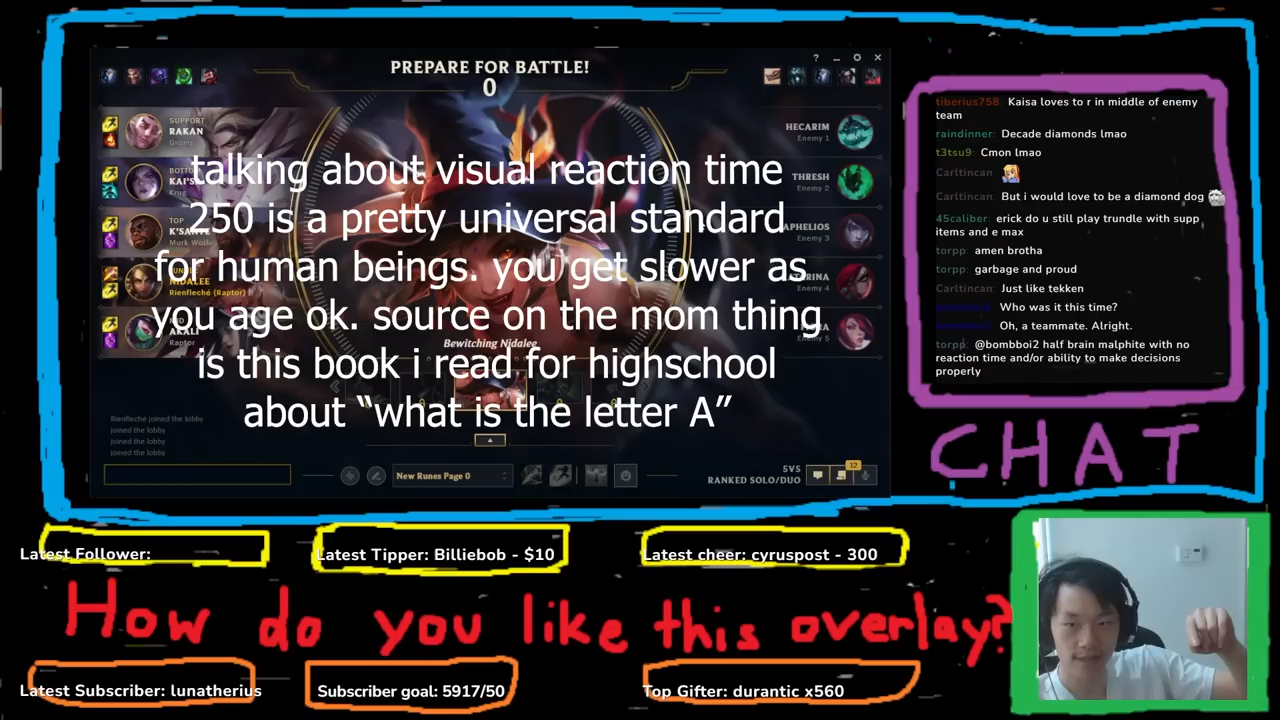 PREPARE FOR BATTLE!
0
SUPPORT
RAKAN
Gromp
KAI'S
Krug
TOP
K'SANTE
Murk Wolf
NIDALEE
Rienfleché (Raptor)
AKALI
Raptor
HECARIM
Enemy 1
THRESH
Enemy 2
APHELIOS
Enemy 3
Enemy 4
Enemy 5
talking about visual reaction time
250 is a pretty universal standard
for human beings. you get slower as
you age ok. source on the mom thing
is this book i read for highschool
about “what is the letter A”
Bewitching Nidalee
Rienfleché joined the lobby
joined the lobby
joined the lobby
joined the lobby
New Runes Page 0
5V5
RANKED SOLO/DUO
12
tiberius758: Kaisa loves to r in middle of enemy
team
raindinner: Decade diamonds lmao
t3tsu9: Cmon lmao
Carltincan
Carltincan: But i would love to be a diamond dog
45caliber: erick do u still play trundle with supp
items and e max
torpp: amen brotha
torpp: garbage and proud
Carltincan: Just like tekken
Who was it this time?
Oh, a teammate. Alright.
torpp: @bombboi2 half brain malphite with no
reaction time and/or ability to make decisions
properly
CHAT
Latest Follower:
Latest Tipper: Billiebob - $10
Latest cheer: cyruspost - 300
How do you like this overlay?
Latest Subscriber: lunatherius
Subscriber goal: 5917/50
Top Gifter: durantic x560